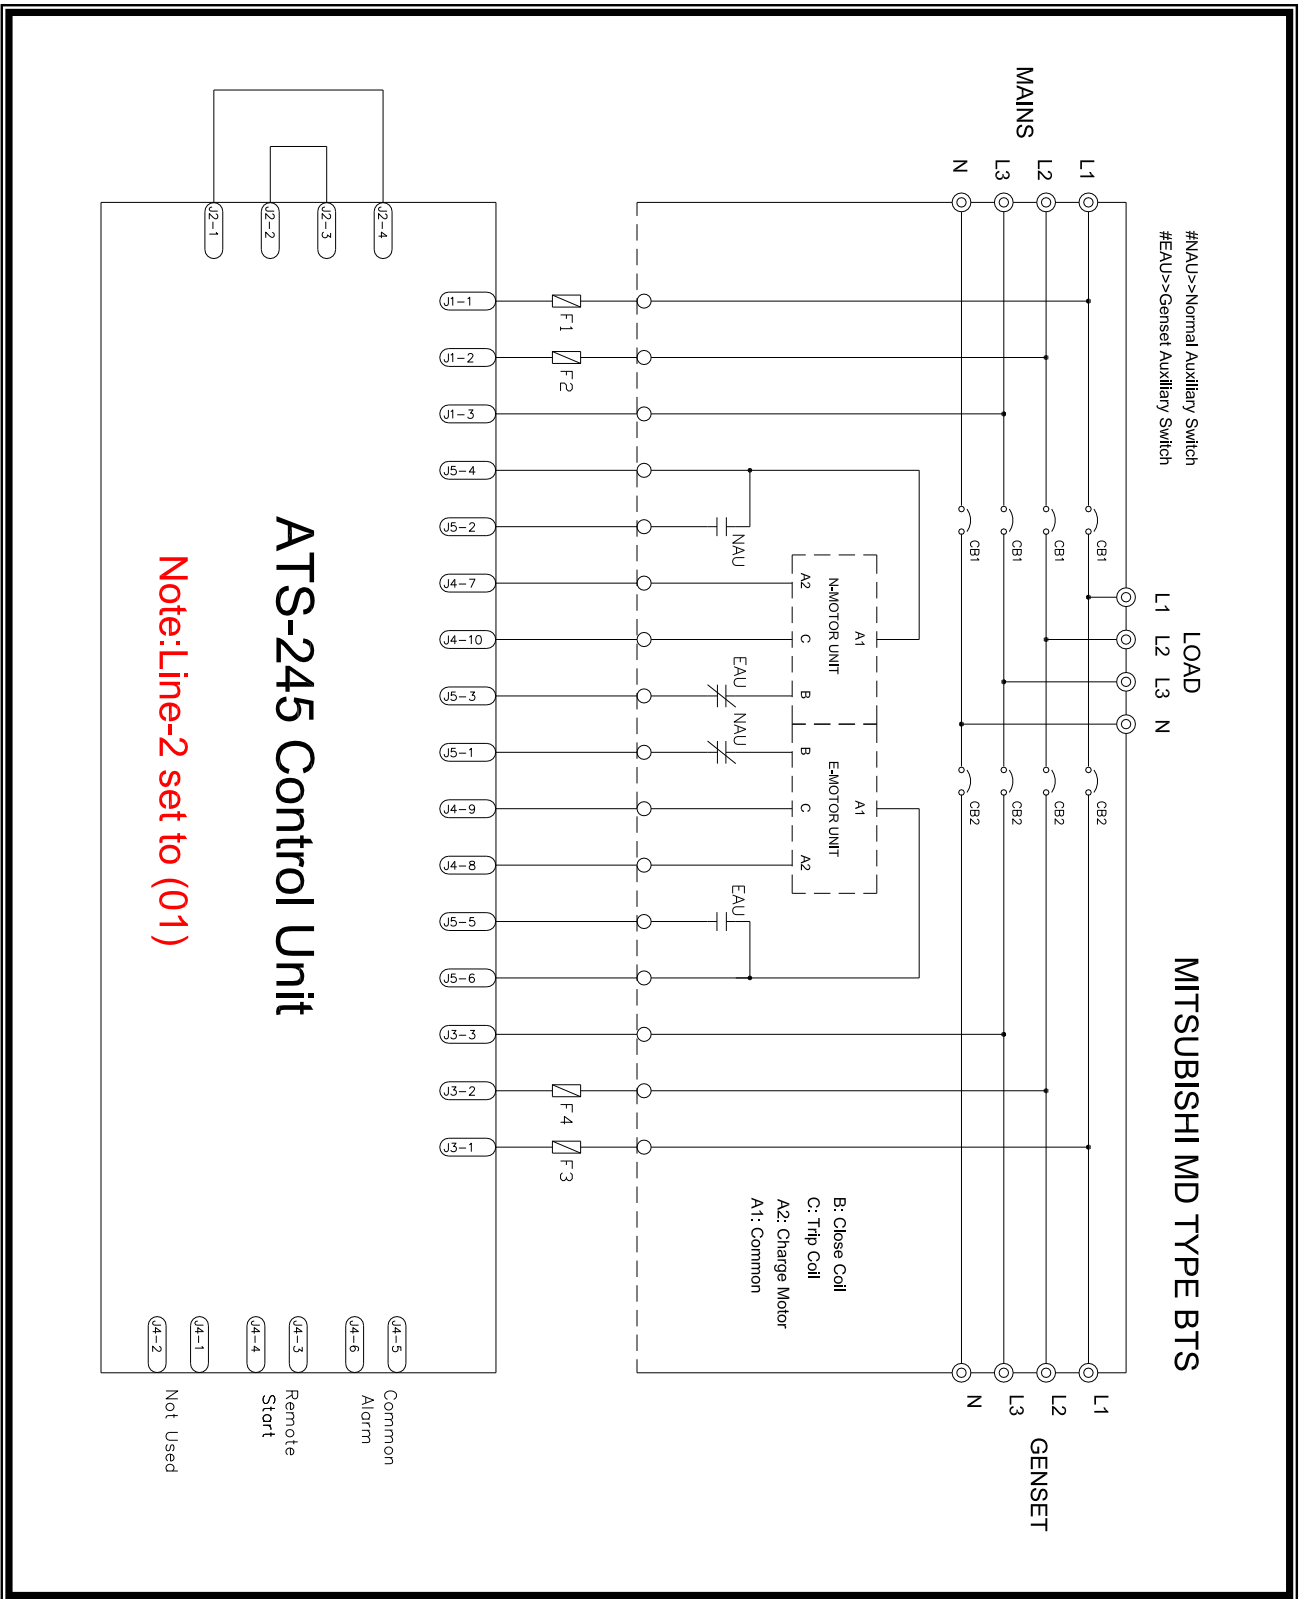 MITSUBISHI MD TYPE BTS
#NAU>>Normal Auxiliary Switch
#EAU>>Genset Auxiliary Switch
LOAD
L1 L2 L3 N
MAINS
L1
L2
L3
N
GENSET
L1
L2
L3
N
CB1 CB2
CB1 CB2
CB1 CB2
CB1 CB2
A1 A1
N-MOTOR UNIT E-MOTOR UNIT
A2 C B B C A2
B: Close Coil
C: Trip Coil
A2: Charge Motor
A1: Common
NAU EAU NAU EAU
F1 F2 F4 F3
J1-1 J1-2 J1-3 J5-4 J5-2 J4-7 J4-10 J5-3 J5-1 J4-9 J4-8 J5-5 J5-6 J3-3 J3-2 J3-1
J2-4
J2-3
J2-2
J2-1
ATS-245 Control Unit
Note:Line-2 set to (01)
J4-5 Common
J4-6 Alarm
J4-3 Remote
J4-4 Start
J4-1
J4-2 Not Used